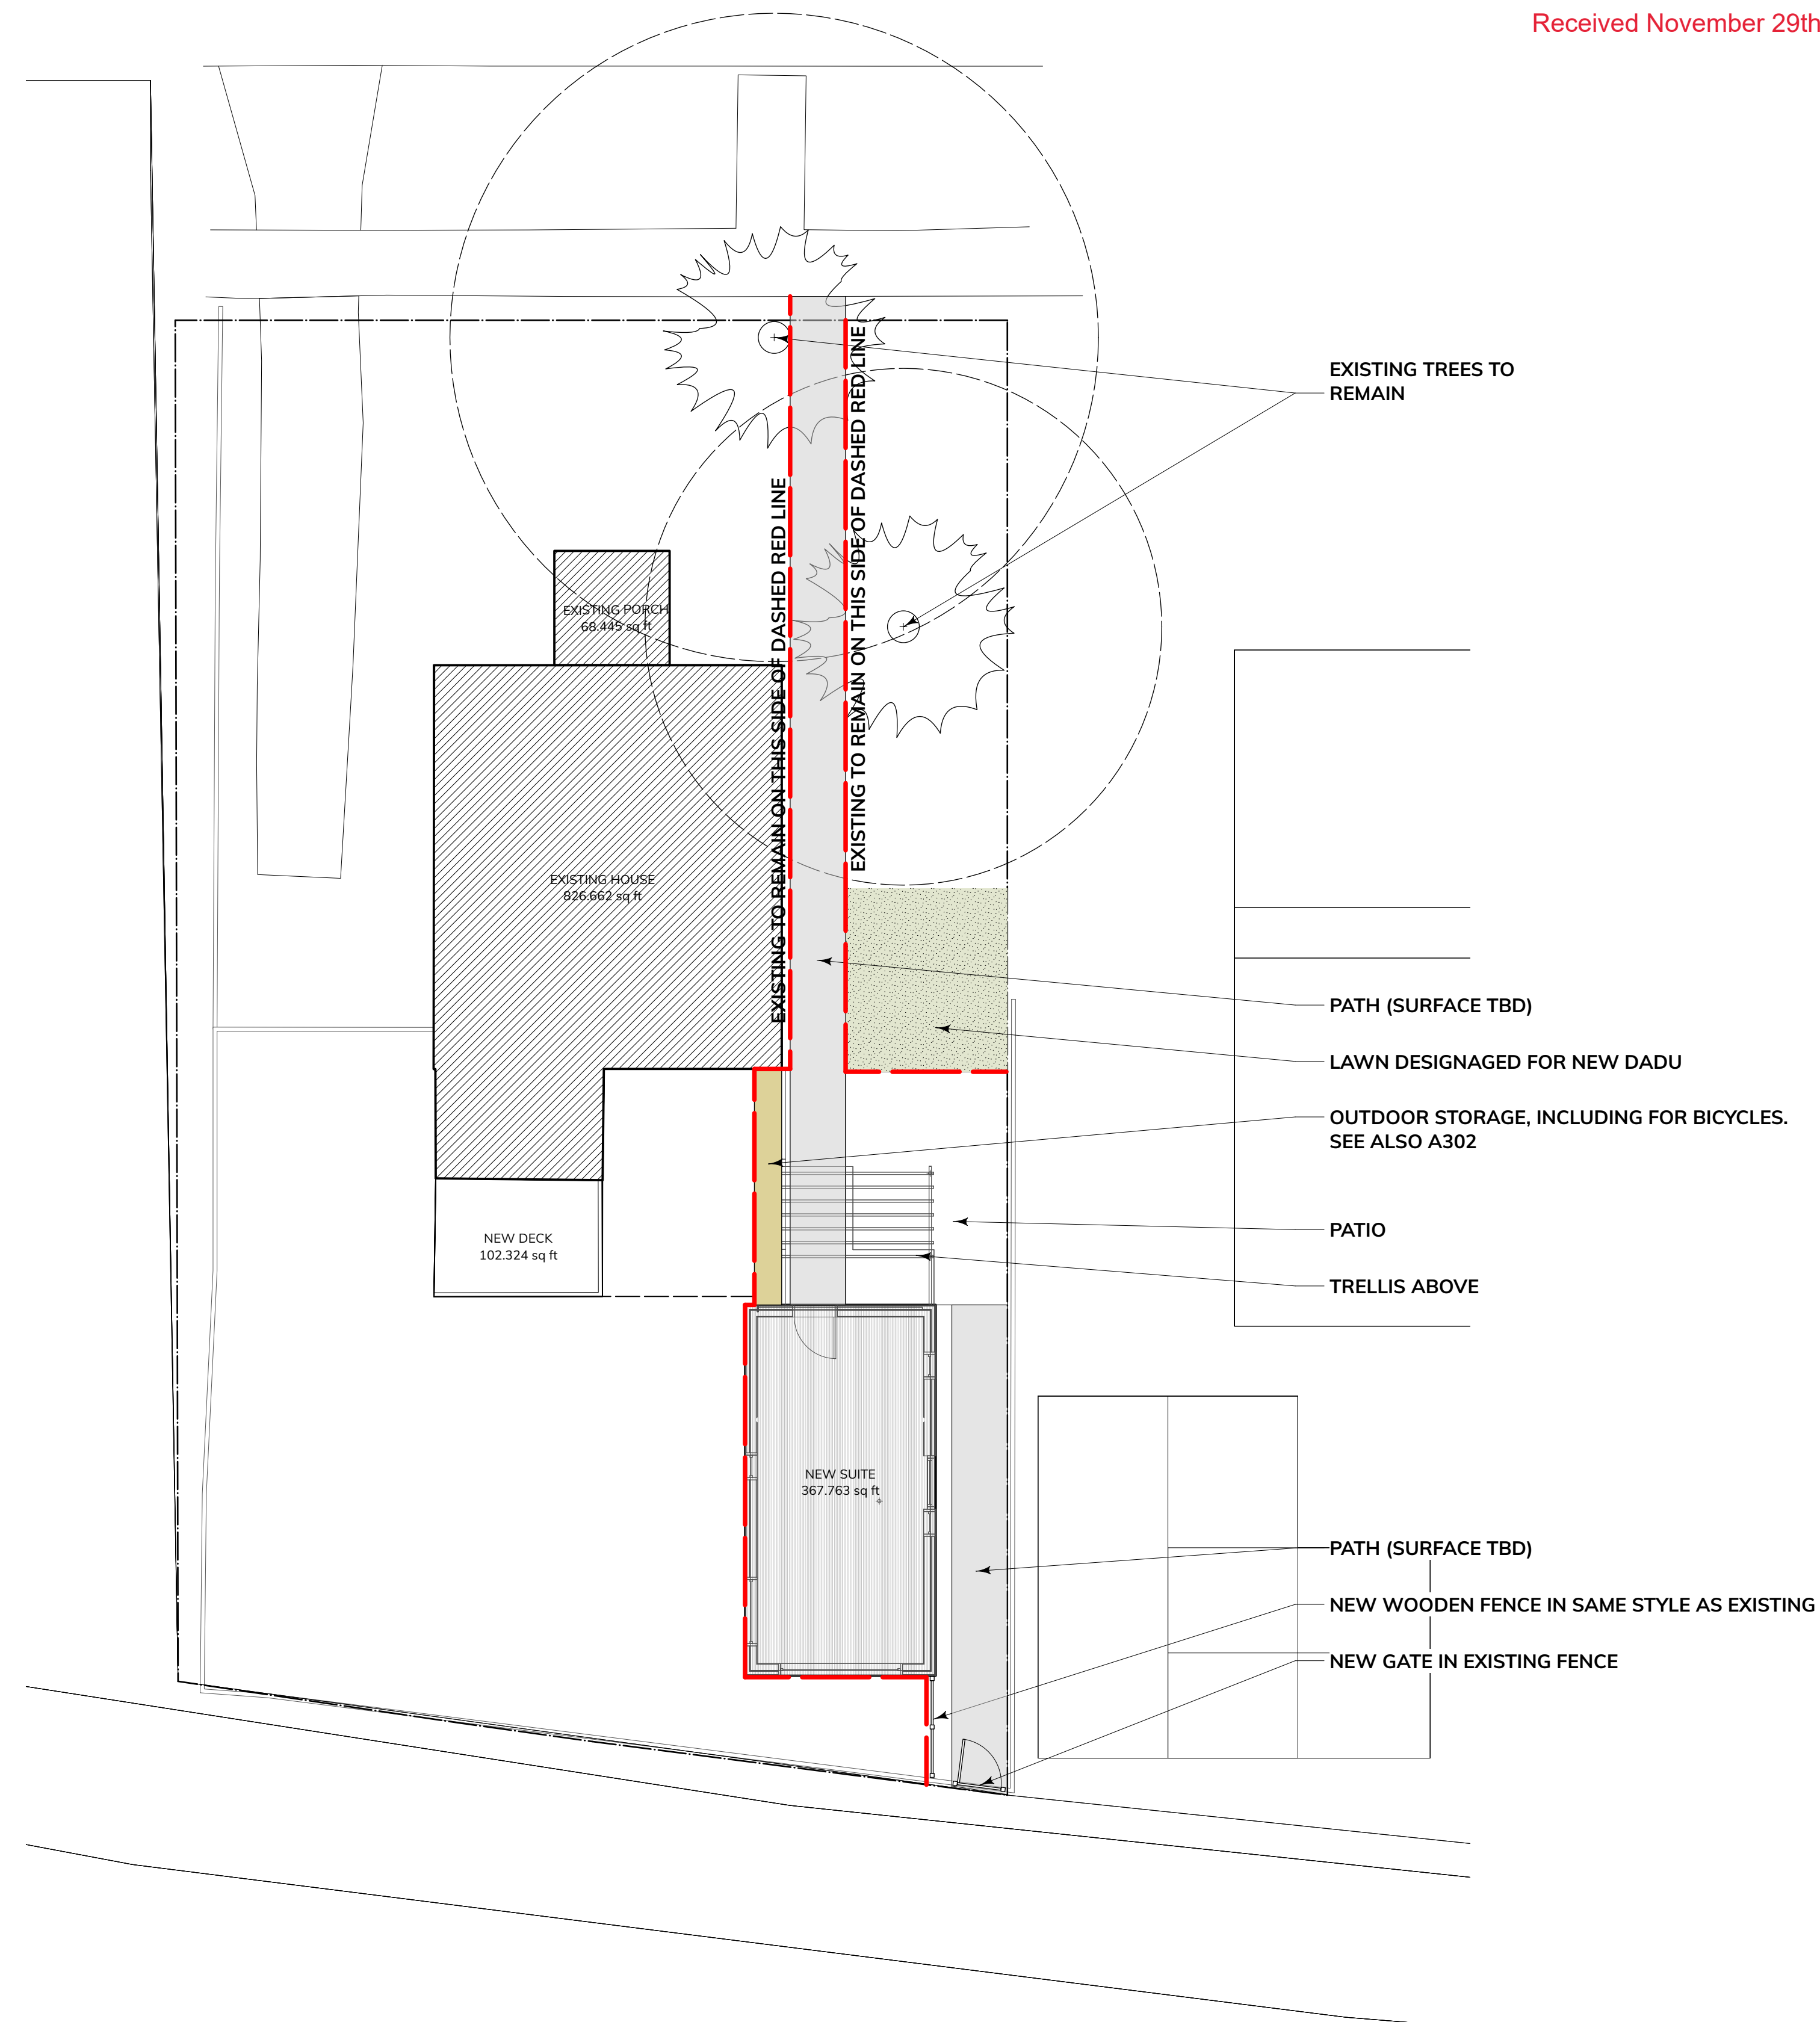 Received November 29th
EXISTING TREES TO
REMAIN
EXISTING TO REMAIN ON THIS SIDE OF DASHED RED LINE
EXISTING TO REMAIN ON THIS SIDE OF DASHED RED LINE
EXISTING PORCH
68.445 sq ft
EXISTING HOUSE
826.662 sq ft
PATH (SURFACE TBD)
LAWN DESIGNAGED FOR NEW DADU
OUTDOOR STORAGE, INCLUDING FOR BICYCLES.
SEE ALSO A302
PATIO
NEW DECK
102.324 sq ft
TRELLIS ABOVE
NEW SUITE
367.763 sq ft
PATH (SURFACE TBD)
NEW WOODEN FENCE IN SAME STYLE AS EXISTING
NEW GATE IN EXISTING FENCE